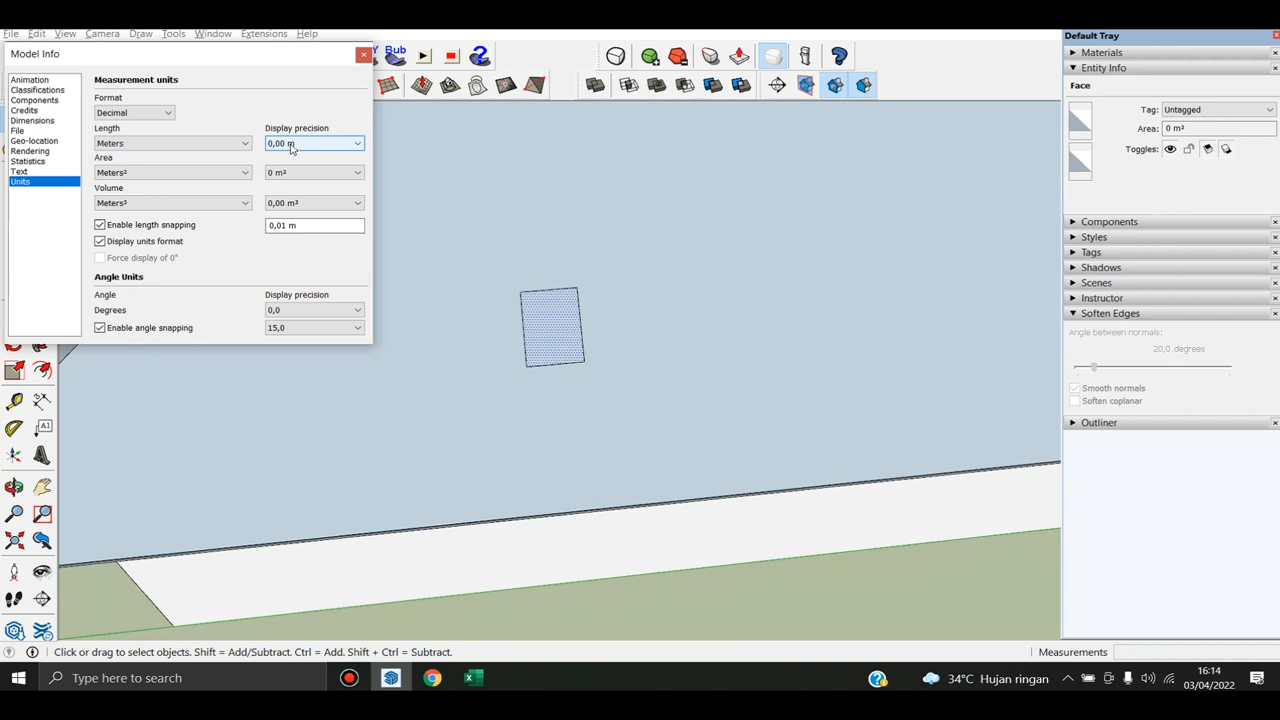 File Edit View Camera Draw Tools Window Extensions Help
Default Tray
Model Info
Bub
Materials
Entity Info
Animation
Classifications
Components
Credits
Dimensions
File
Geo-location
Rendering
Statistics
Text
Units
Measurement units
Format
Decimal
Length
Display precision
Meters
0,00 m
Area
Meters²
0 m²
Volume
Meters³
0,00 m³
Enable length snapping
0,01 m
Display units format
Force display of 0"
Angle Units
Angle
Display precision
Degrees
0,0
Enable angle snapping
15,0
Face
Tag: Untagged
Area: 0 m²
Toggles:
Components
Styles
Tags
Shadows
Scenes
Instructor
Soften Edges
Angle between normals:
20,0 degrees
Smooth normals
Soften coplanar
Outliner
A1
Click or drag to select objects. Shift = Add/Subtract. Ctrl = Add. Shift + Ctrl = Subtract.
Measurements
Type here to search
34°C Hujan ringan
16:14
03/04/2022